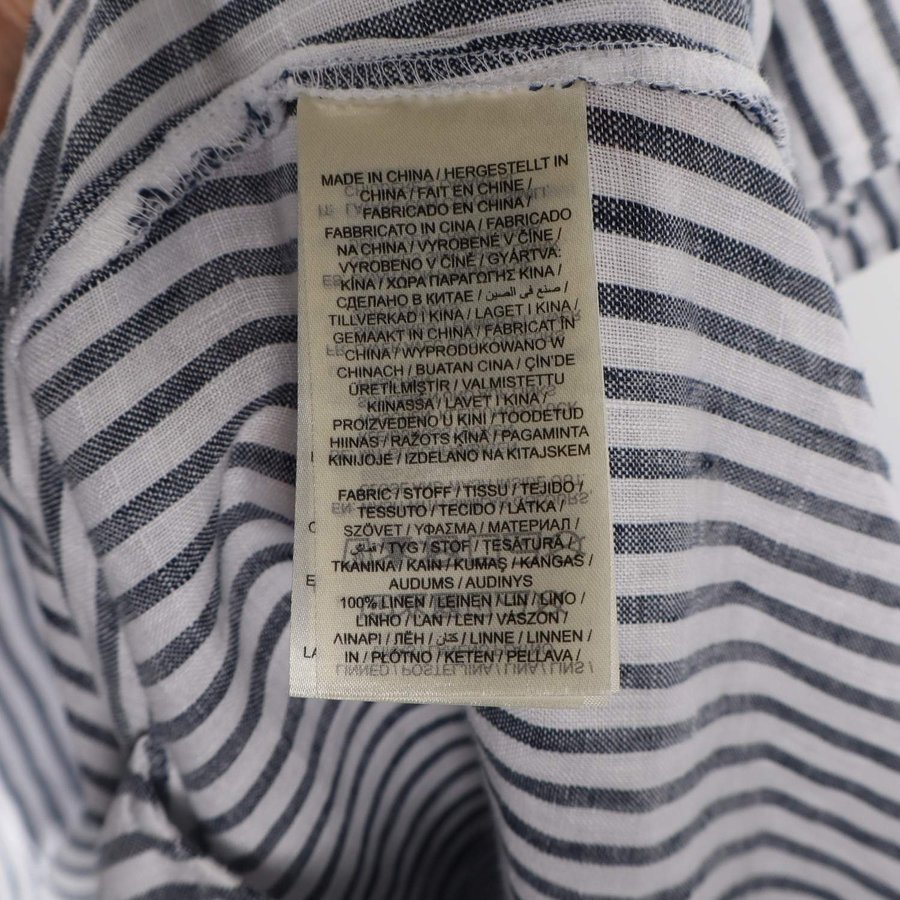 MADE IN CHINA / HERGESTELLT IN
CHINA / FAIT EN CHINE /
FABRICADO EN CHINA /
FABBRICATO IN CINA / FABRICADO
NA CHINA / VYROBENÉ V ČÍNE /
VYROBENO V ČÍNĚ / GYÁRTVA:
KÍNA / ΧΩΡΑ ΠΑΡΑΓΩΓΗΣ ΚΙΝΑ /
СДЕЛАНО В КИТАЕ / صنع في الصين /
TILLVERKAD I KINA / LAGET I KINA /
GEMAAKT IN CHINA / FABRICAT IN
CHINA / WYPRODUKOWANO W
CHINACH / BUATAN CINA / ÇİN'DE
ÜRETİLMİŞTİR / VALMISTETTU
KIINASSA / LAVET I KINA /
PROIZVEDENO U KINI / TOODETUD
HIINAS / RAŽOTS ĶĪNĀ / PAGAMINTA
KINIJOJE / IZDELANO NA KITAJSKEM
FABRIC / STOFF / TISSU / TEJIDO /
TESSUTO / TECIDO / LÁTKA /
SZÖVET / ΥΦΑΣΜΑ / МАТЕРИАЛ /
قماش / TYG / STOF / TESĂTURĂ /
TKANINA / KAIN / KUMAŞ / KANGAS /
AUDUMS / AUDINYS
100% LINEN / LEINEN / LIN / LINO /
LINHO / ĽAN / LEN / VÁSZON /
ΛΙΝΑΡΙ / ЛЁН / كتان / LINNE / LINNEN /
IN / PŁÓTNO / KETEN / PELLAVA /